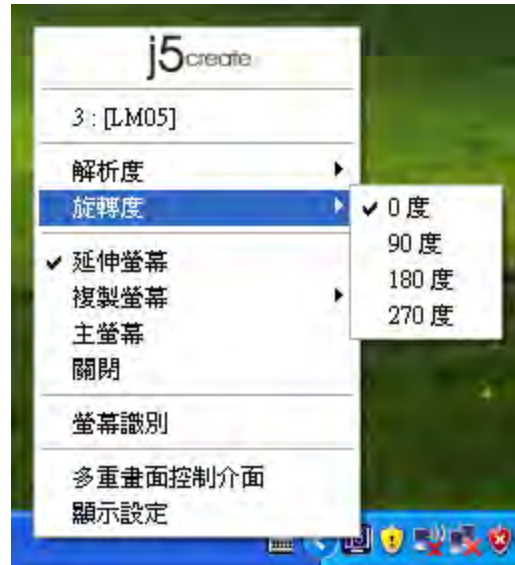 j5create
3 : [LM05]
解析度
旋轉度
0 度
90 度
180 度
270 度
延伸螢幕
複製螢幕
主螢幕
關閉
螢幕識別
多重畫面控制介面
顯示設定